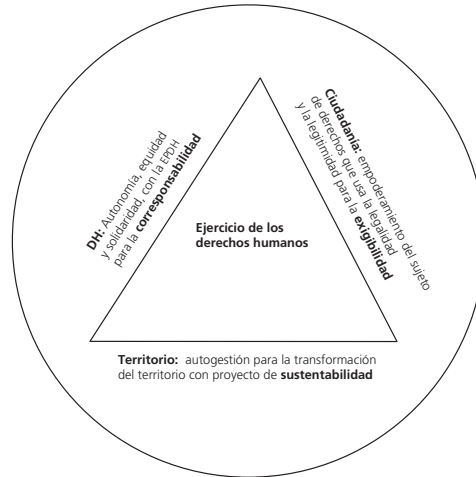 DH: Autonomía, equidad
y solidaridad, con la EPDH
para la corresponsabilidad
Ciudadanía: empoderamiento del sujeto
de derechos que usa la legalidad
y la legitimidad para la exigibilidad
Ejercicio de los
derechos humanos
Territorio: autogestión para la transformación
del territorio con proyecto de sustentabilidad